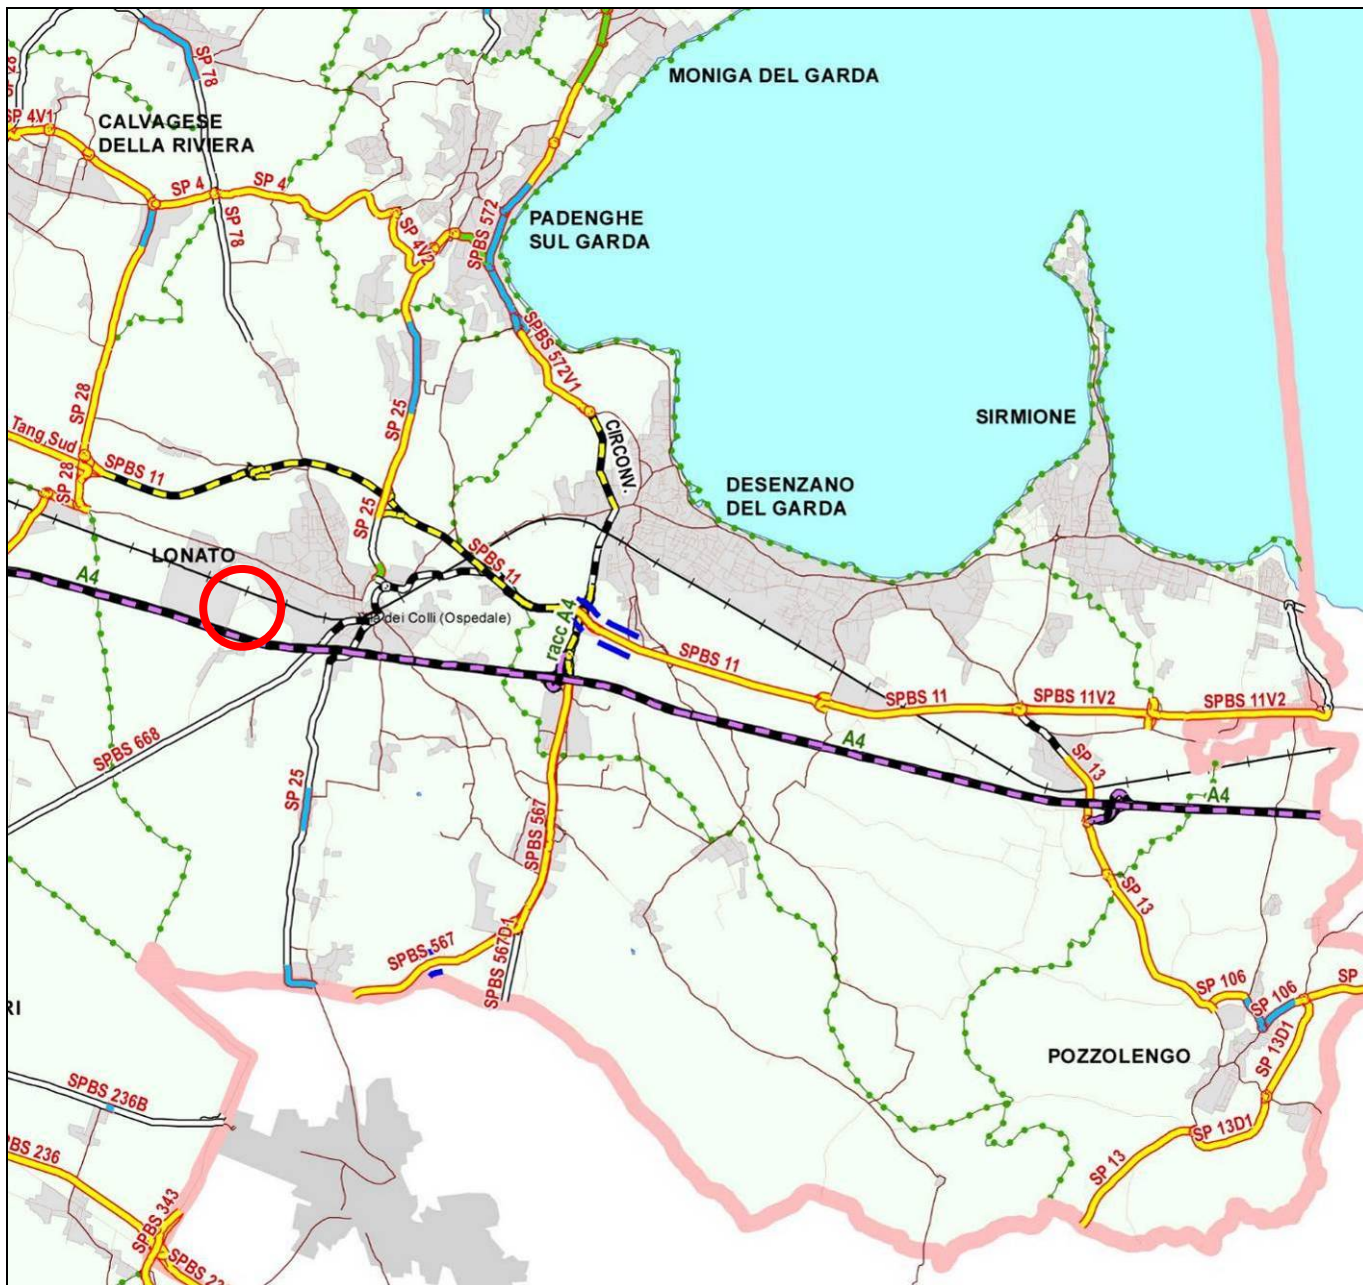 MONIGA DEL GARDA
SP 78
SP 4V1
CALVAGESE
DELLA RIVIERA
SP 4
SP 4
SP 78
SP 4V2
SPBS 572
PADENGHE
SUL GARDA
SPBS 572V1
SP 28
SP 25
CIRCONV.
SIRMIONE
Tang Sud
SPBS 11
SP 28
SP 25
DESENZANO
DEL GARDA
LONATO
A4
SPBS 11
dei Colli (Ospedale)
racc A4
SPBS 11
SPBS 11
SPBS 11V2
SPBS 11V2
SPBS 668
A4
SP 13
A4
SP 25
SPBS 567
SP 13
SPBS 567
SPBS 567D1
SP 106
SP 106
SP
RI
POZZOLENGO
SP 13D1
SPBS 236B
SP 13D1
SP 13
BS 236
SPBS 343
SPBS 23